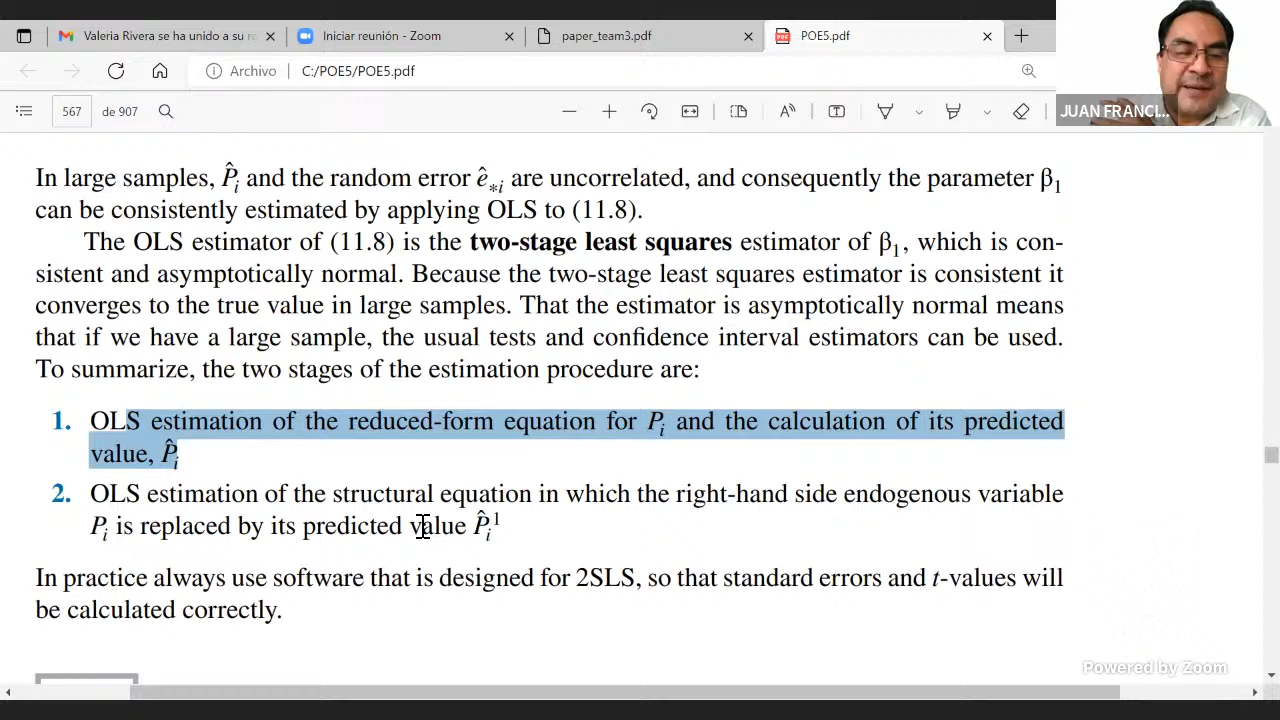 Valeria Rivera se ha unido a su re
Iniciar reunión - Zoom
paper_team3.pdf
POE5.pdf
Archivo
C:/POE5/POE5.pdf
567
de 907
JUAN FRANCI...
In large samples, P̂i and the random error ê*i are uncorrelated, and consequently the parameter β1
can be consistently estimated by applying OLS to (11.8).
The OLS estimator of (11.8) is the two-stage least squares estimator of β1, which is con-
sistent and asymptotically normal. Because the two-stage least squares estimator is consistent it
converges to the true value in large samples. That the estimator is asymptotically normal means
that if we have a large sample, the usual tests and confidence interval estimators can be used.
To summarize, the two stages of the estimation procedure are:
1. OLS estimation of the reduced-form equation for Pi and the calculation of its predicted
value, P̂i
2. OLS estimation of the structural equation in which the right-hand side endogenous variable
Pi is replaced by its predicted value P̂i1
In practice always use software that is designed for 2SLS, so that standard errors and t-values will
be calculated correctly.
Powered by Zoom